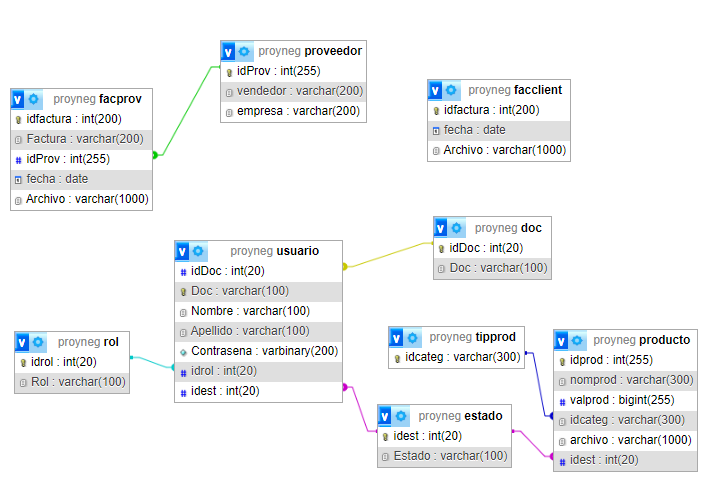 proyneg proveedor
idProv : int(255)
vendedor : varchar(200)
empresa : varchar(200)
proyneg facprov
idfactura : int(200)
Factura : varchar(200)
idProv : int(255)
fecha : date
Archivo : varchar(1000)
proyneg facclient
idfactura : int(200)
fecha : date
Archivo : varchar(1000)
proyneg usuario
idDoc : int(20)
Doc : varchar(100)
Nombre : varchar(100)
Apellido : varchar(100)
Contrasena : varbinary(200)
idrol : int(20)
idest : int(20)
proyneg doc
idDoc : int(20)
Doc : varchar(100)
proyneg rol
idrol : int(20)
Rol : varchar(100)
proyneg tipprod
idcateg : varchar(300)
proyneg producto
idprod : int(255)
nomprod : varchar(300)
valprod : bigint(255)
idcateg : varchar(300)
archivo : varchar(1000)
idest : int(20)
proyneg estado
idest : int(20)
Estado : varchar(100)